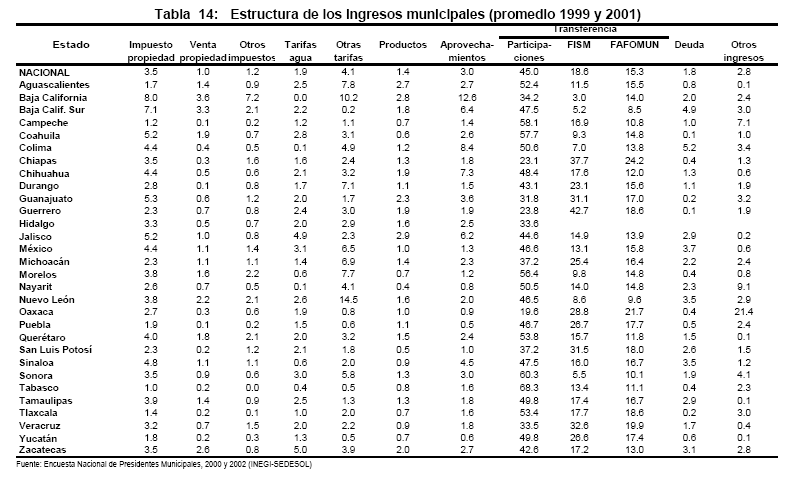 Tabla 14: Estructura de los ingresos municipales (promedio 1999 y 2001)
Transferencia
Estado Impuesto propiedad Venta propiedad Otros impuestos Tarifas agua Otras tarifas Productos Aprovecha-mientos Participa-ciones FISM FAFOMUN Deuda Otros ingresos
NACIONAL 3.5 1.0 1.2 1.9 4.1 1.4 3.0 45.0 18.6 15.3 1.8 2.8
Aguascalientes 1.7 1.4 0.9 2.5 7.8 2.7 2.7 52.4 11.5 15.5 0.8 0.1
Baja California 8.0 3.6 7.2 0.0 10.2 2.8 12.6 34.2 3.0 14.0 2.0 2.4
Baja Calif. Sur 7.1 3.3 2.1 2.2 0.2 1.8 6.4 47.5 5.2 8.5 4.9 3.0
Campeche 1.2 0.1 0.2 1.2 1.1 0.7 1.4 58.1 16.9 10.8 1.0 7.1
Coahuila 5.2 1.9 0.7 2.8 3.1 0.6 2.6 57.7 9.3 14.8 0.1 1.0
Colima 4.4 0.4 0.5 0.1 4.9 1.2 8.4 50.6 7.0 13.8 5.2 3.4
Chiapas 3.5 0.3 1.6 1.6 2.4 1.3 1.8 23.1 37.7 24.2 0.4 1.3
Chihuahua 4.4 0.5 0.6 2.1 3.2 1.9 7.3 48.4 17.6 12.0 1.3 0.6
Durango 2.8 0.1 0.8 1.7 7.1 1.1 1.5 43.1 23.1 15.6 1.1 1.9
Guanajuato 5.3 0.6 1.2 2.0 1.7 2.3 3.6 31.8 31.1 17.0 0.2 3.2
Guerrero 2.3 0.7 0.8 2.4 3.0 1.9 1.9 23.8 42.7 18.6 0.1 1.9
Hidalgo 3.3 0.5 0.7 2.0 2.9 1.6 2.5 33.6
Jalisco 5.2 1.0 0.8 4.9 2.3 2.9 6.2 44.6 14.9 13.9 2.9 0.2
México 4.4 1.1 1.4 3.1 6.5 1.0 1.3 46.6 13.1 15.8 3.7 0.6
Michoacán 2.3 1.1 1.1 1.4 6.9 1.4 2.3 37.2 25.4 16.4 2.2 2.4
Morelos 3.8 1.6 2.2 0.6 7.7 0.7 1.2 56.4 9.8 14.8 0.4 0.8
Nayarit 2.6 0.7 0.5 0.1 4.1 0.4 0.8 50.5 14.0 14.8 2.3 9.1
Nuevo León 3.8 2.2 2.1 2.6 14.5 1.6 2.0 46.5 8.6 9.6 3.5 2.9
Oaxaca 2.7 0.3 0.6 1.9 0.8 1.0 0.9 19.6 28.8 21.7 0.4 21.4
Puebla 1.9 0.1 0.2 1.5 0.6 1.1 0.5 46.7 26.7 17.7 0.5 2.4
Querétaro 4.0 1.8 2.1 2.0 3.2 1.5 2.4 53.8 15.7 11.8 1.5 0.1
San Luis Potosí 2.3 0.2 1.2 2.1 1.8 0.5 1.0 37.2 31.5 18.0 2.6 1.5
Sinaloa 4.8 1.1 1.1 0.6 2.0 0.9 4.5 47.5 16.0 16.7 3.5 1.2
Sonora 3.5 0.9 0.6 3.0 5.8 1.3 3.0 60.3 5.5 10.1 1.9 4.1
Tabasco 1.0 0.2 0.0 0.4 0.5 0.8 1.6 68.3 13.4 11.1 0.4 2.3
Tamaulipas 3.9 1.4 0.9 2.5 1.3 1.3 1.8 49.8 17.4 16.7 2.9 0.1
Tlaxcala 1.4 0.2 0.1 1.0 2.0 0.7 1.6 53.4 17.7 18.6 0.2 3.0
Veracruz 3.2 0.7 1.5 2.0 2.2 0.9 1.8 33.5 32.6 19.9 1.7 0.4
Yucatán 1.8 0.2 0.3 1.3 0.5 0.7 0.6 49.8 26.6 17.4 0.6 0.1
Zacatecas 3.5 2.6 0.8 5.0 3.9 2.0 2.7 42.6 17.2 13.0 3.1 2.8
Fuente: Encuesta Nacional de Presidentes Municipales, 2000 y 2002 (INEGI-SEDESOL)